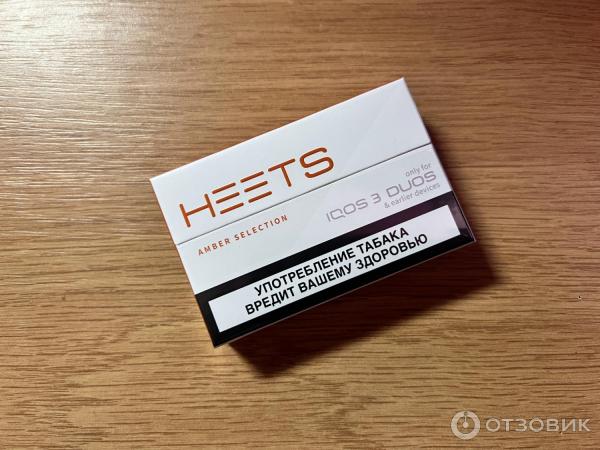 HEETS
AMBER SELECTION
only for
IQOS 3 DUOS
& earlier devices
УПОТРЕБЛЕНИЕ ТАБАКА
ВРЕДИТ ВАШЕМУ ЗДОРОВЬЮ
ОТЗОВИК